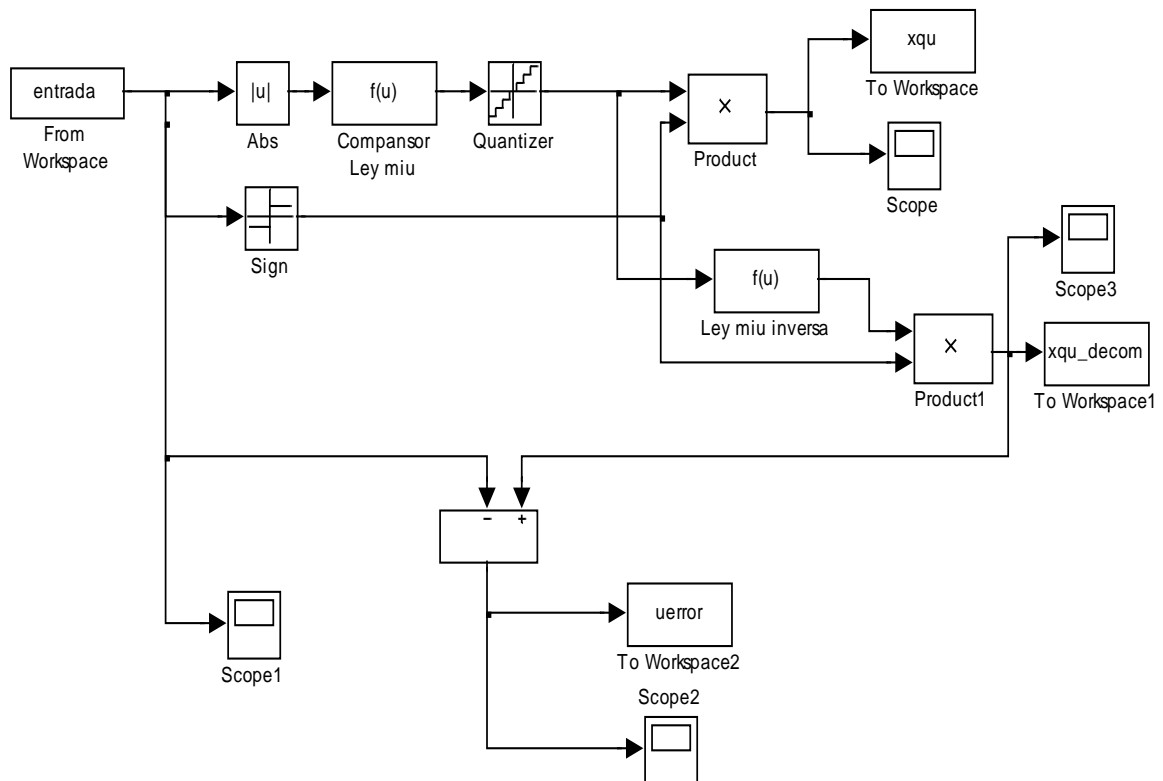 xqu
To Workspace
entrada
From
Workspace
|u|
Abs
f(u)
Compansor
Ley miu
Quantizer
×
Product
Scope
Sign
f(u)
Ley miu inversa
Scope3
×
Product1
xqu_decom
To Workspace1
− +
Scope1
uerror
To Workspace2
Scope2